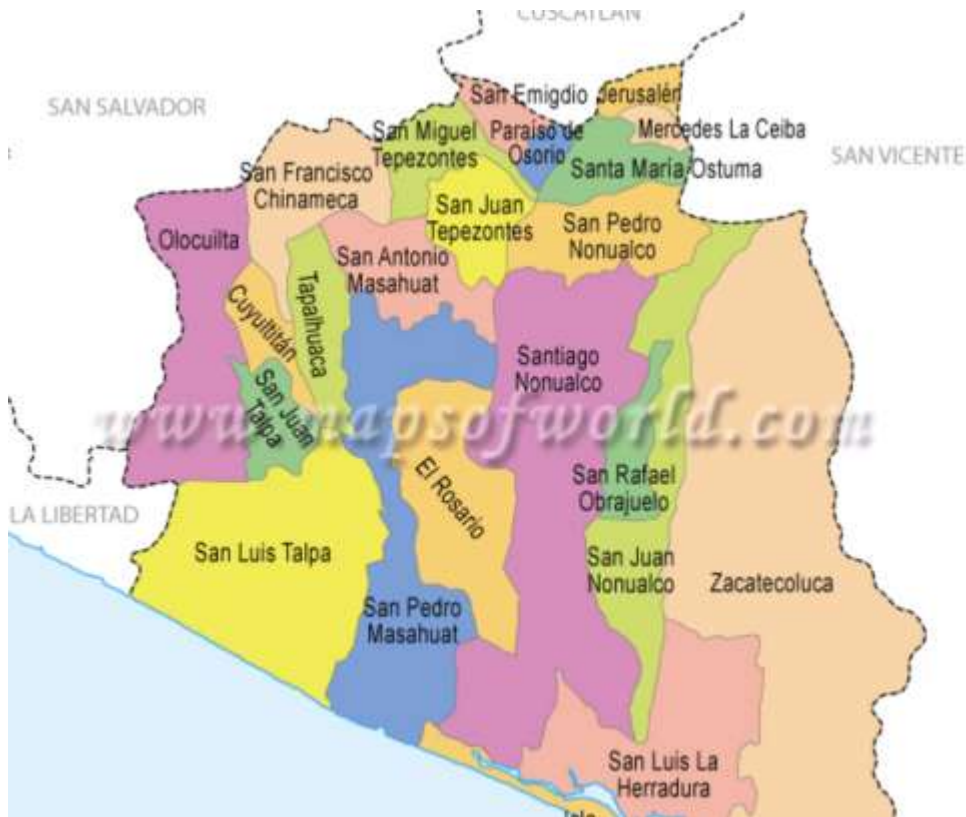 CUSCATLAN
SAN SALVADOR
SAN VICENTE
LA LIBERTAD
San Emigdio
Jerusalén
San Miguel
Tepezontes
Paraíso de
Osorio
Mercedes La Ceiba
San Francisco
Chinameca
Santa María Ostuma
San Juan
Tepezontes
San Pedro
Nonualco
Olocuilta
San Antonio
Masahuat
Cuyultitán
Tapalhuaca
Santiago
Nonualco
San Juan
Talpa
www.mapsofworld.com
El Rosario
San Rafael
Obrajuelo
San Luis Talpa
San Juan
Nonualco
Zacatecoluca
San Pedro
Masahuat
San Luis La
Herradura
Isla